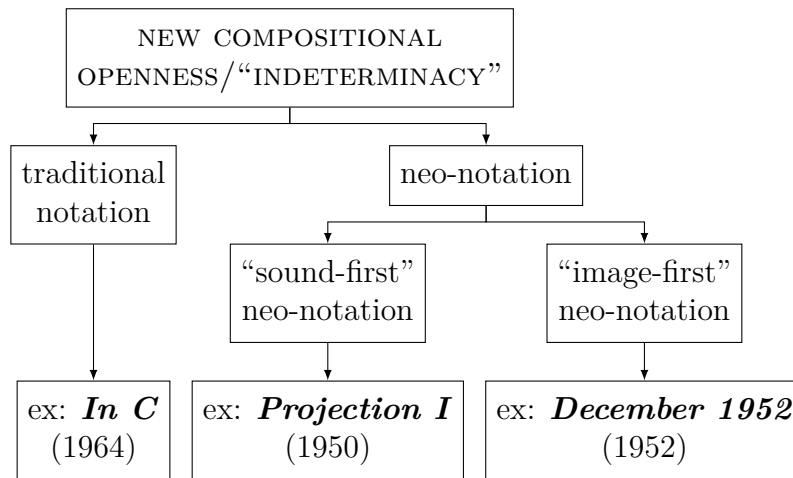 NEW COMPOSITIONAL
OPENNESS/“INDETERMINACY”
traditional
notation
neo-notation
“sound-first”
neo-notation
“image-first”
neo-notation
ex: In C
(1964)
ex: Projection I
(1950)
ex: December 1952
(1952)